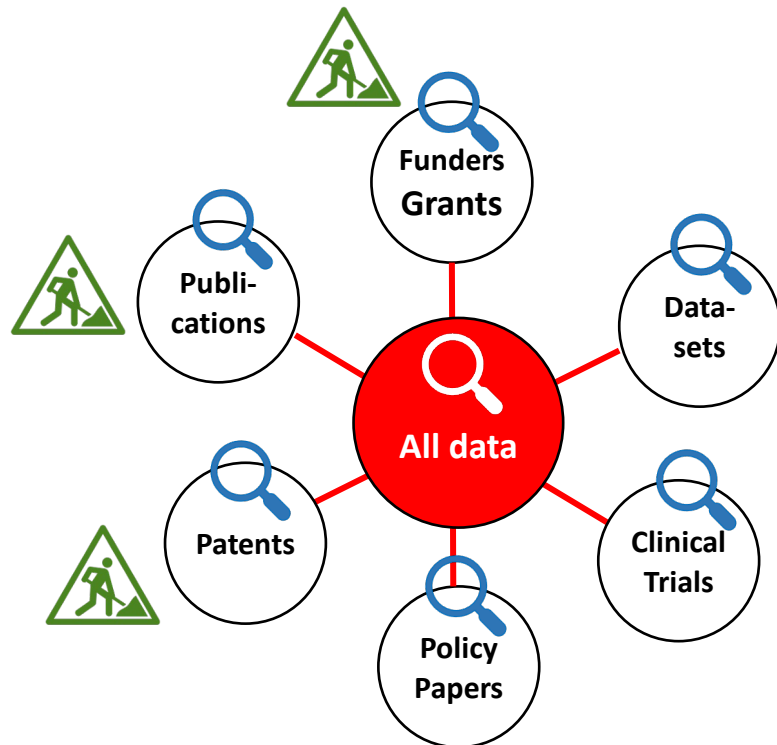 Funders
Grants
Publi-
cations
Data-
sets
All data
Patents
Clinical
Trials
Policy
Papers